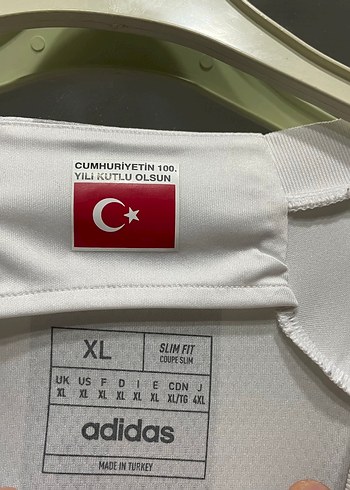 CUMHURİYETİN 100.
YILI KUTLU OLSUN
XL
SLIM FIT
COUPE SLIM
UK US F D I E CDN J
XL XL XL XL XL XL XL/TG 4XL
adidas
MADE IN TURKEY